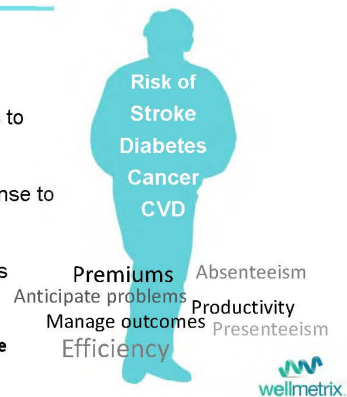 Risk of
to
Stroke
Diabetes
Cancer
nse to
CVD
s
Premiums
Absenteeism
Anticipate problems
Productivity
Manage outcomes
Presenteeism
e
Efficiency
wellmetrix